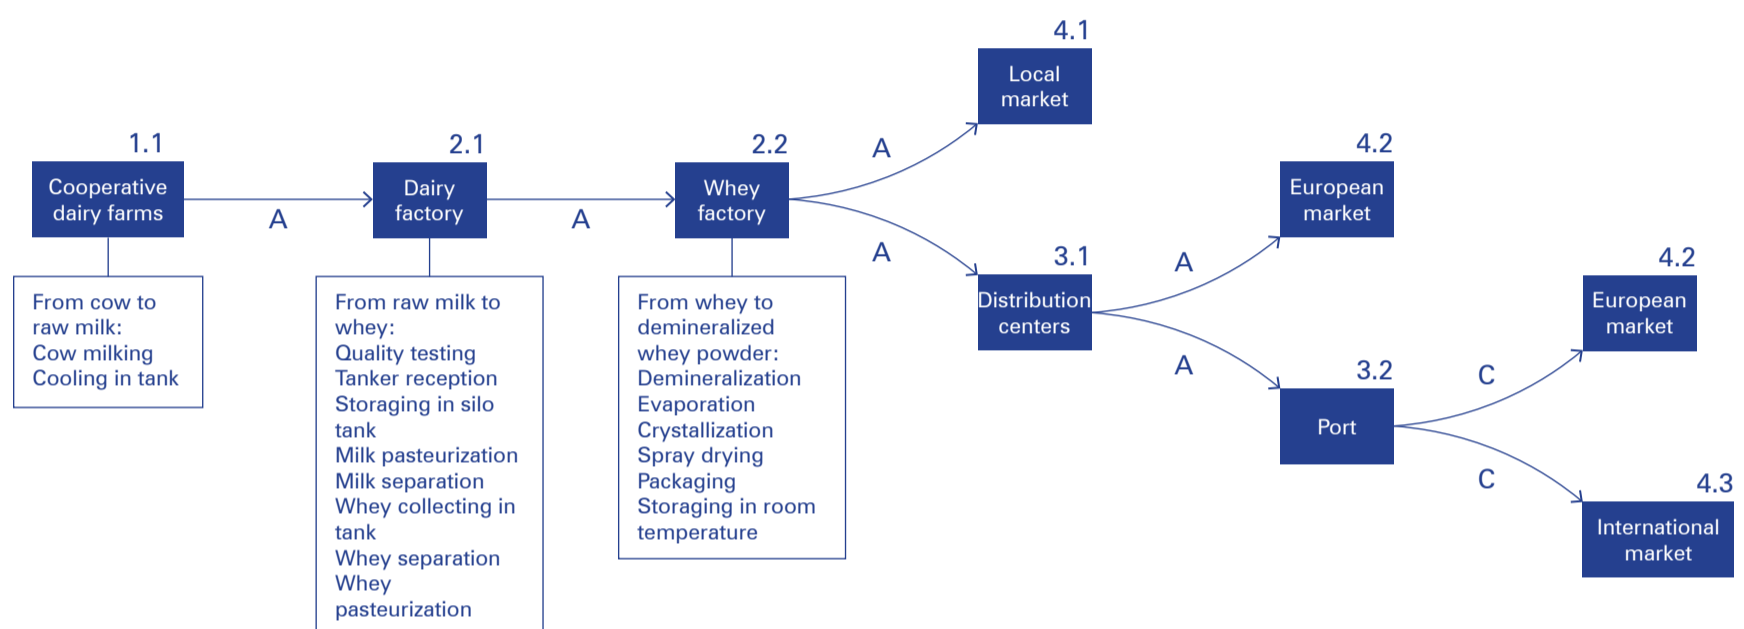 1.1
Cooperative
dairy farms
From cow to
raw milk:
Cow milking
Cooling in tank
A
2.1
Dairy
factory
From raw milk to
whey:
Quality testing
Tanker reception
Storaging in silo
tank
Milk pasteurization
Milk separation
Whey collecting in
tank
Whey separation
Whey
pasteurization
A
2.2
Whey
factory
From whey to
demineralized
whey powder:
Demineralization
Evaporation
Crystallization
Spray drying
Packaging
Storaging in room
temperature
A
4.1
Local
market
A
3.1
Distribution
centers
A
4.2
European
market
A
3.2
Port
C
4.2
European
market
C
4.3
International
market